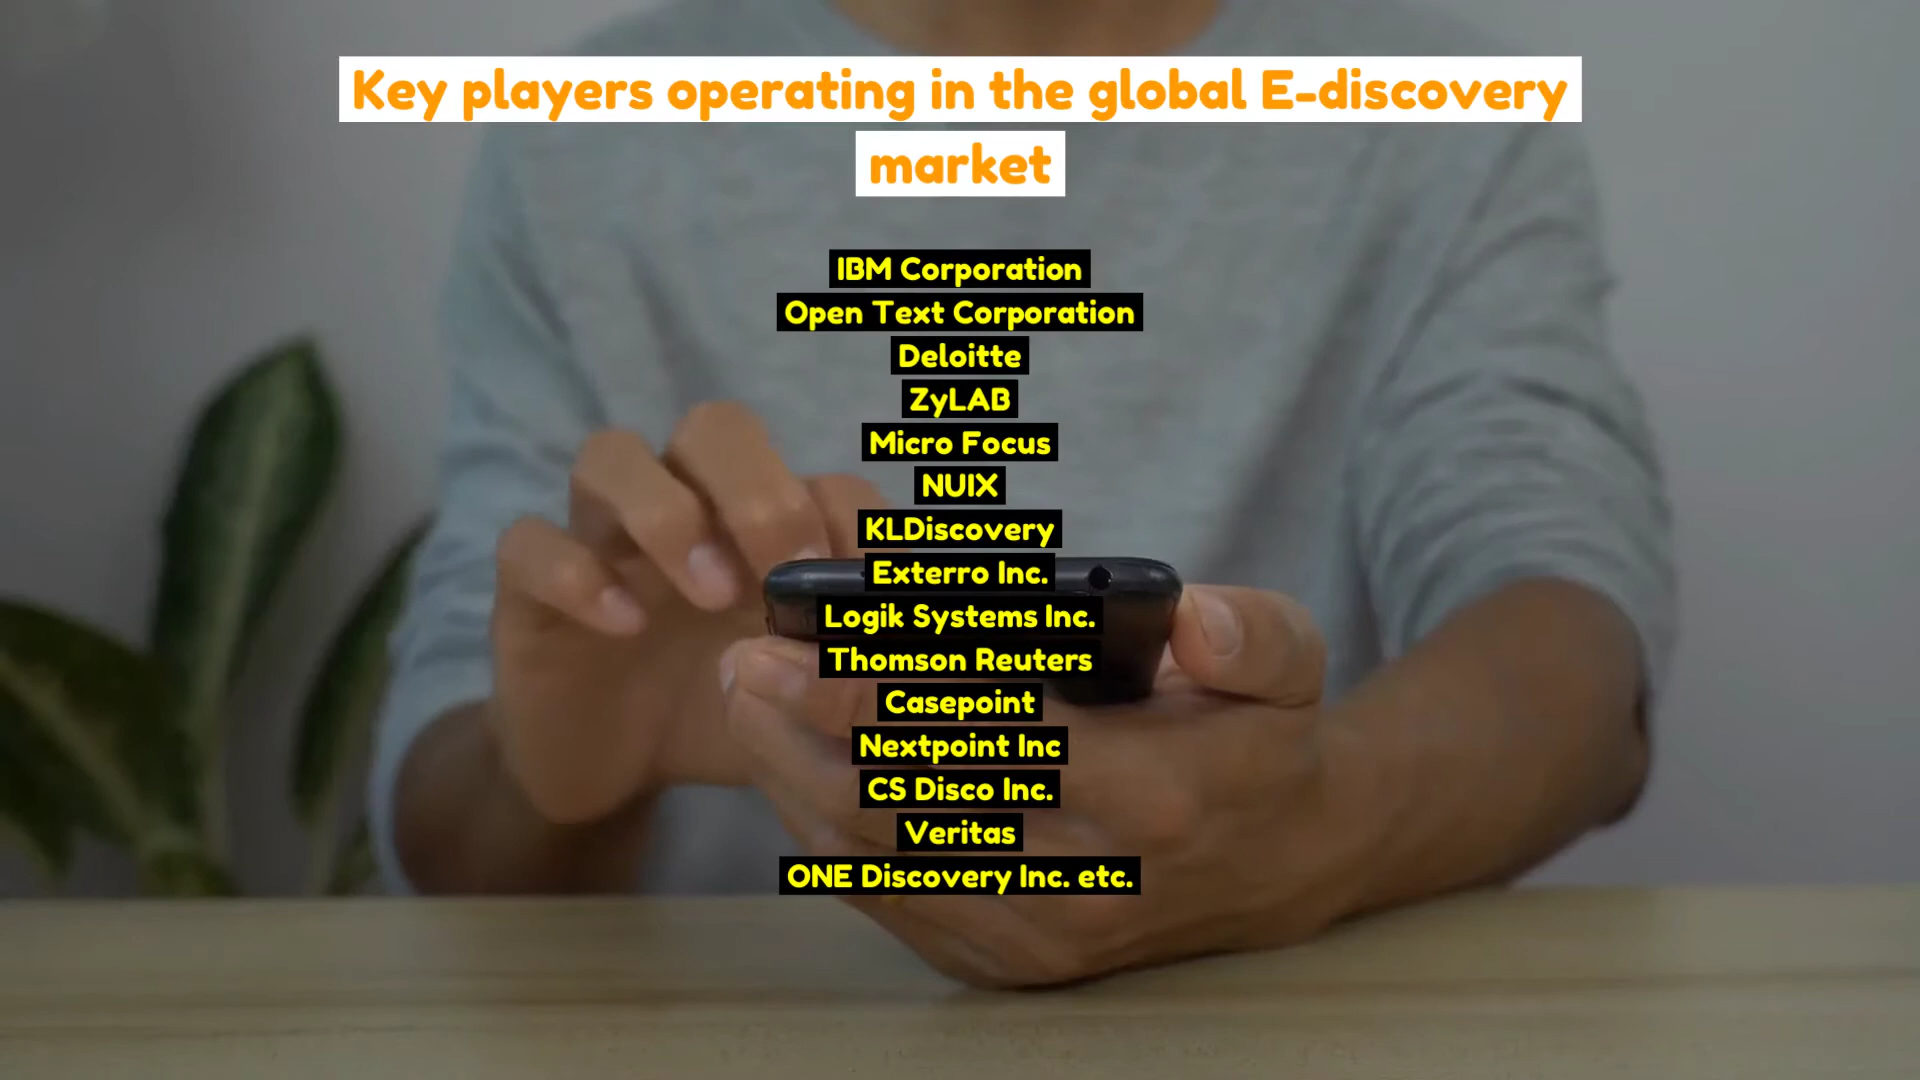 Key players operating in the global E-discovery
market
IBM Corporation
Open Text Corporation
Deloitte
ZyLAB
Micro Focus
NUIX
KLDiscovery
Exterro Inc.
Logik Systems Inc.
Thomson Reuters
Casepoint
Nextpoint Inc
CS Disco Inc.
Veritas
ONE Discovery Inc. etc.